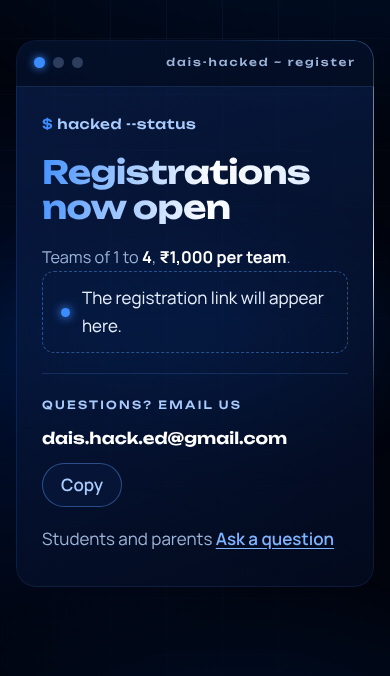 dais-hacked ~ register
$ hacked --status
Registrations
now open
Teams of 1 to 4, ₹1,000 per team.
The registration link will appear
here.
QUESTIONS? EMAIL US
dais.hack.ed@gmail.com
Copy
Students and parents Ask a question